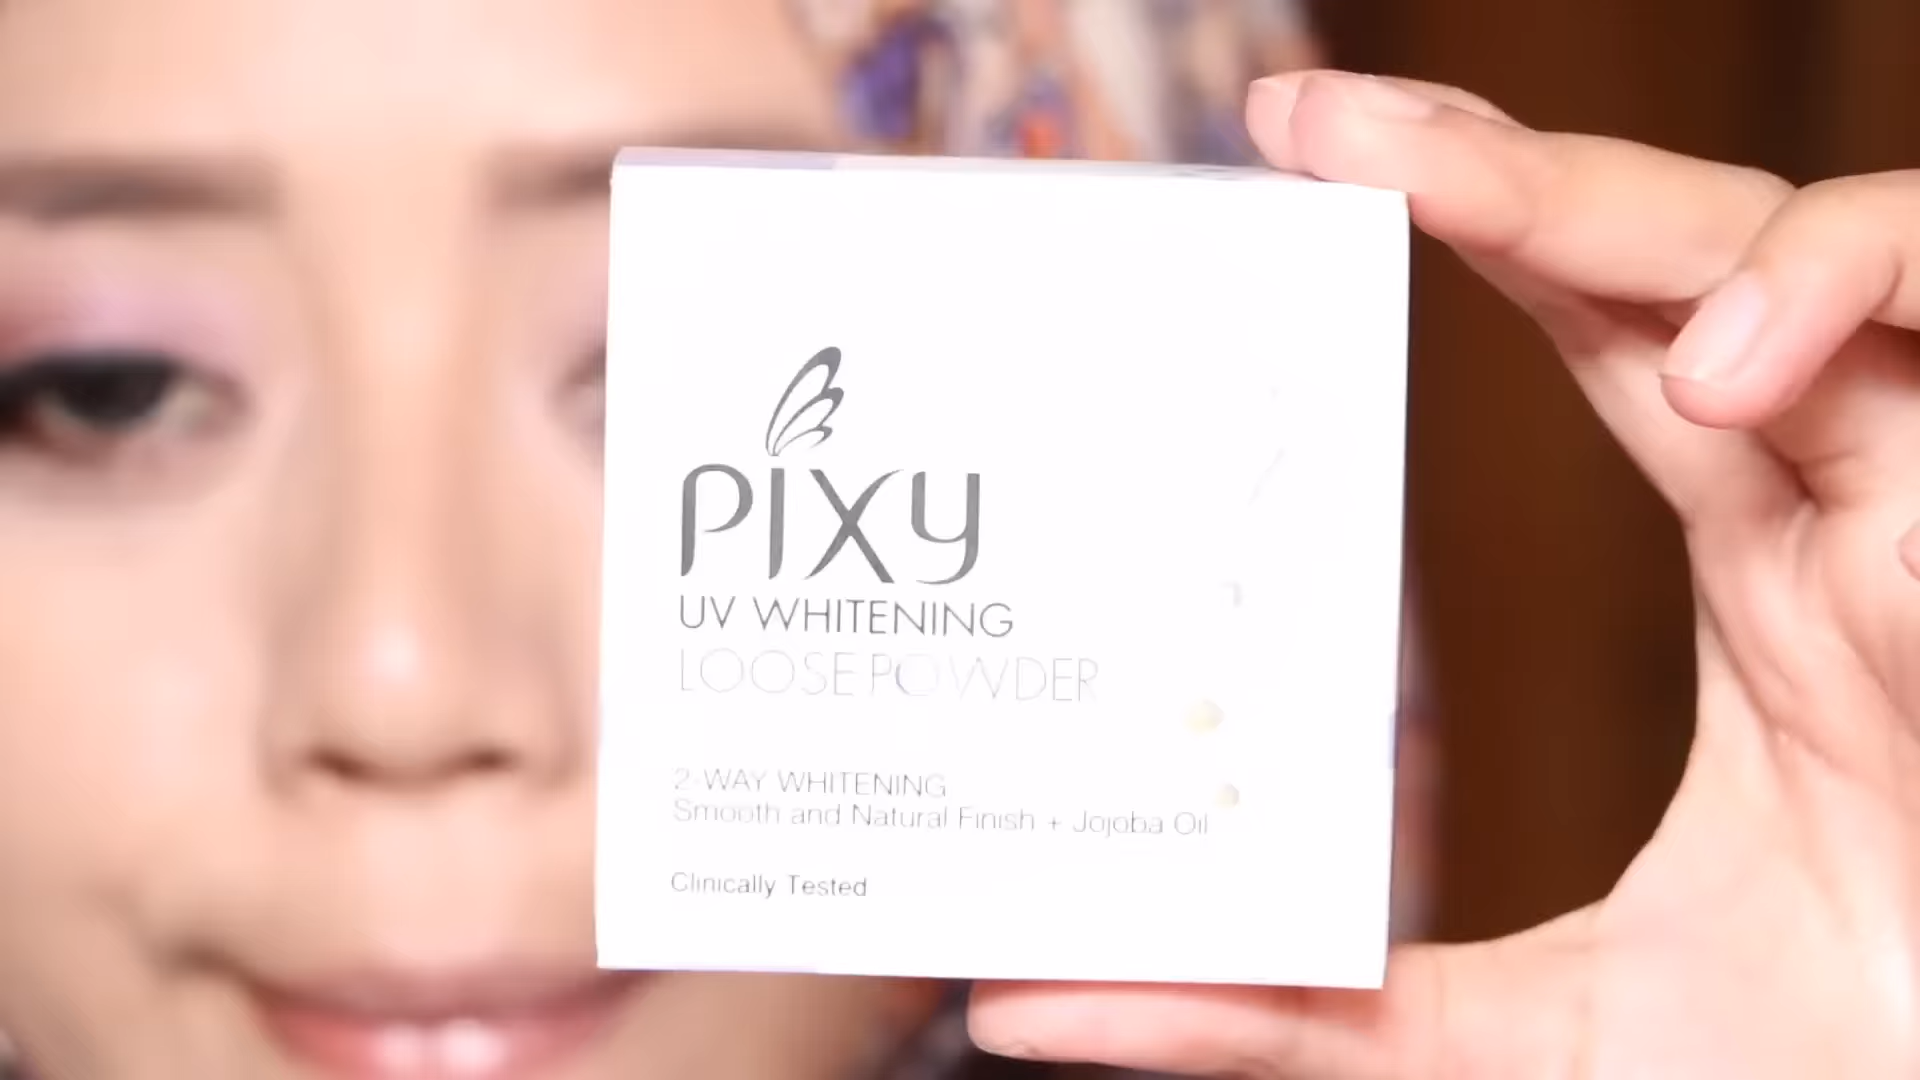 PIXY
UV WHITENING
LOOSE POWDER
2-WAY WHITENING
Smooth and Natural Finish + Jojoba Oil
Clinically Tested